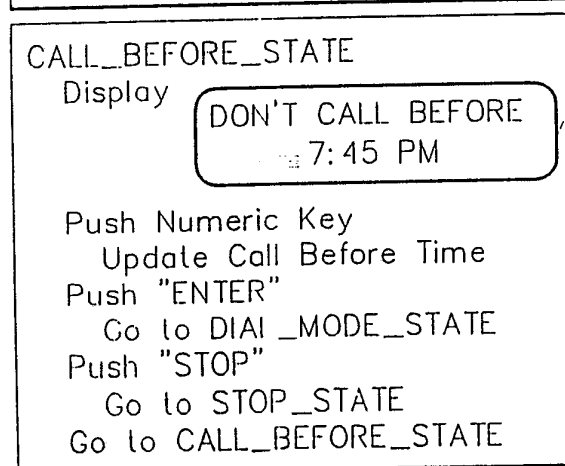 CALL_BEFORE_STATE
Display
DON'T CALL BEFORE
7:45 PM
Push Numeric Key
Update Call Before Time
Push "ENTER"
Go to DIAL_MODE_STATE
Push "STOP"
Go to STOP_STATE
Go to CALL_BEFORE_STATE